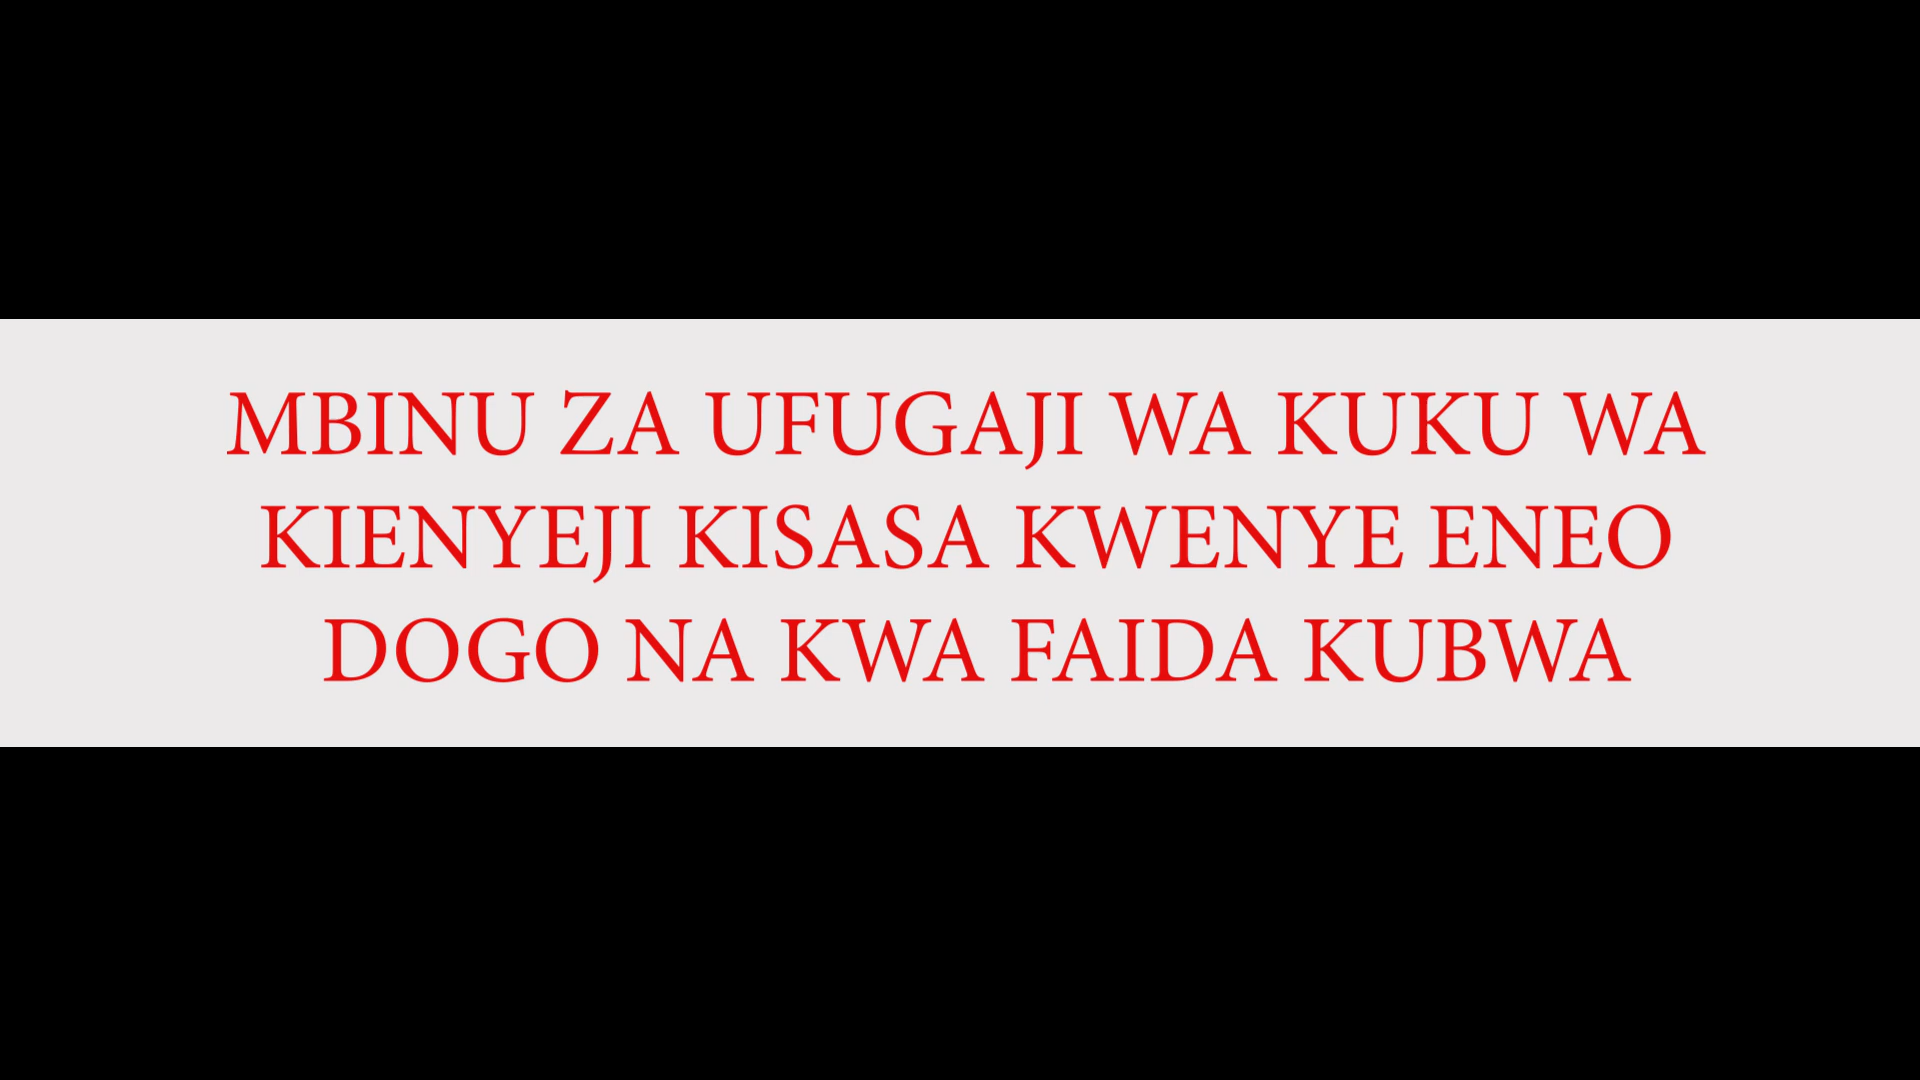 MBINU ZA UFUGAJI WA KUKU WA
KIENYEJI KISASA KWENYE ENEO
DOGO NA KWA FAIDA KUBWA